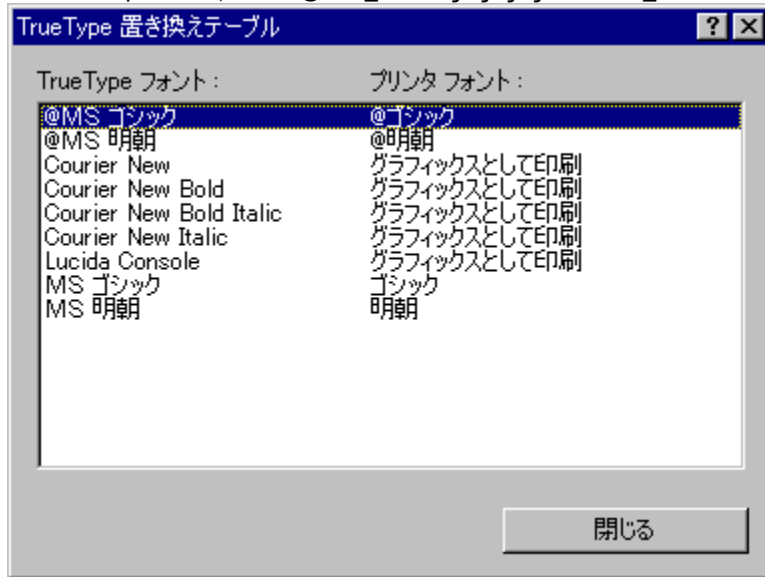 TrueType 置き換えテーブル
TrueType フォント： プリンタ フォント：
@MS ゴシック @ゴシック
@MS 明朝 @明朝
Courier New グラフィックスとして印刷
Courier New Bold グラフィックスとして印刷
Courier New Bold Italic グラフィックスとして印刷
Courier New Italic グラフィックスとして印刷
Lucida Console グラフィックスとして印刷
MS ゴシック ゴシック
MS 明朝 明朝
閉じる